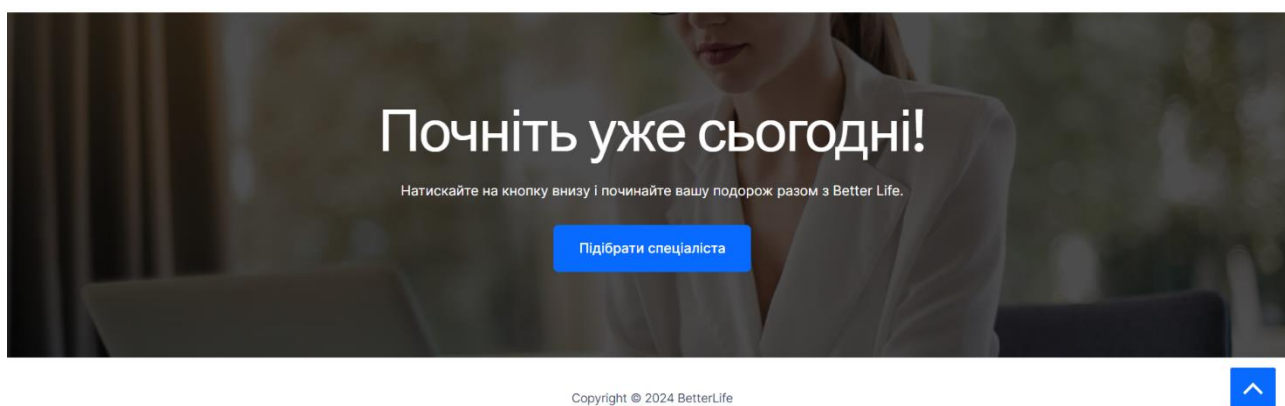 Почніть уже сьогодні!
Натискайте на кнопку внизу і починайте вашу подорож разом з Better Life.
Підібрати спеціаліста
Copyright © 2024 BetterLife